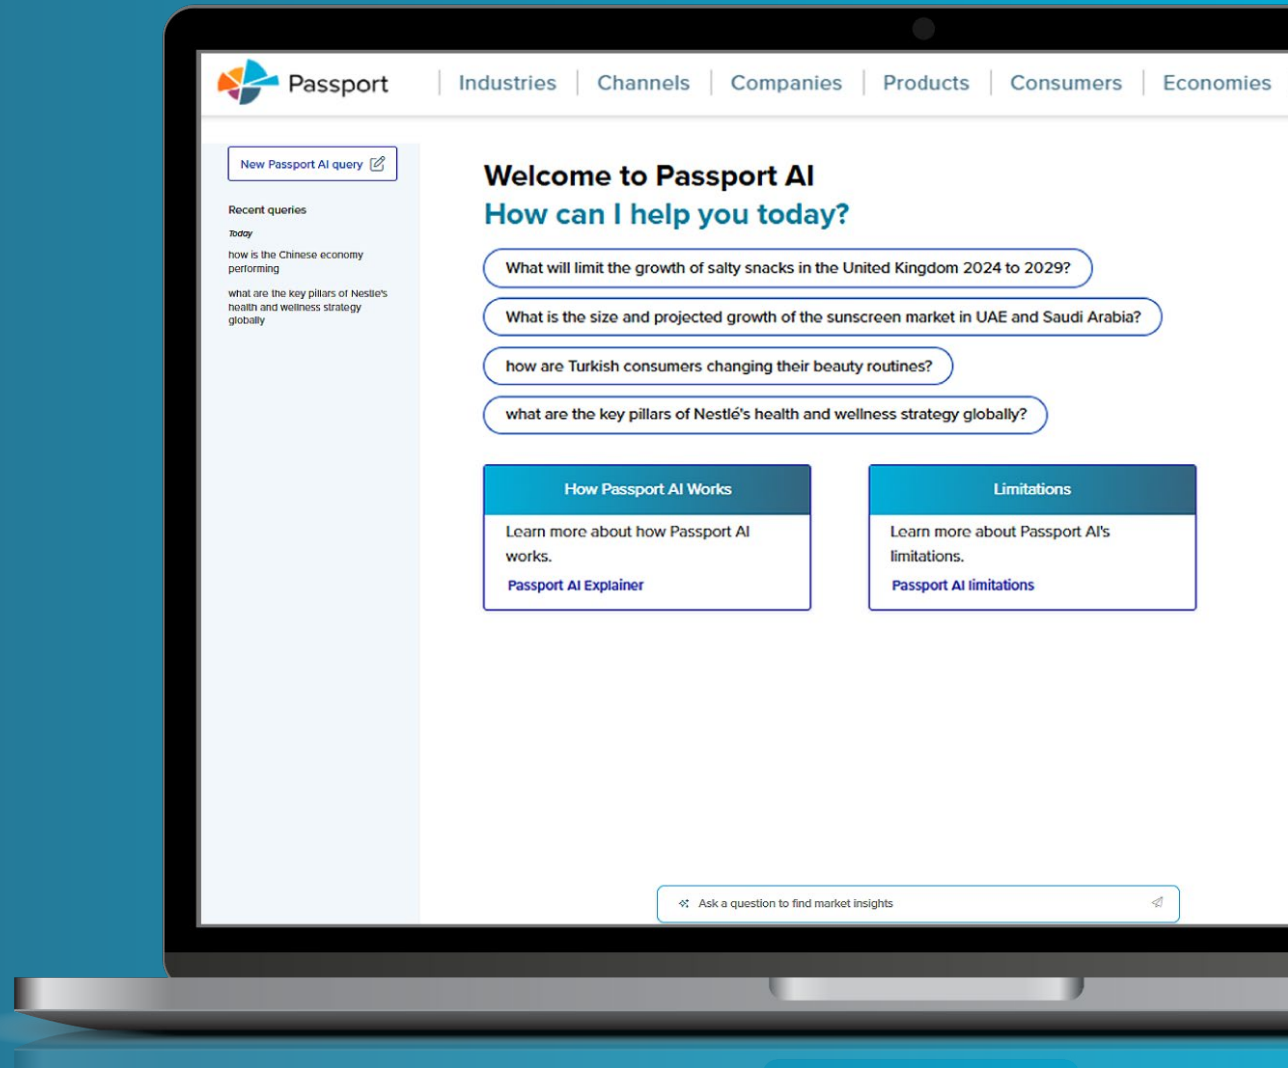 Passport
Industries
Channels
Companies
Products
Consumers
Economies
New Passport AI query
Recent queries
Today
how is the Chinese economy
performing
what are the key pillars of Nestle's
health and wellness strategy
globally
Welcome to Passport AI
How can I help you today?
What will limit the growth of salty snacks in the United Kingdom 2024 to 2029?
What is the size and projected growth of the sunscreen market in UAE and Saudi Arabia?
how are Turkish consumers changing their beauty routines?
what are the key pillars of Nestlé's health and wellness strategy globally?
How Passport AI Works
Learn more about how Passport AI
works.
Passport AI Explainer
Limitations
Learn more about Passport AI's
limitations.
Passport AI limitations
Ask a question to find market insights